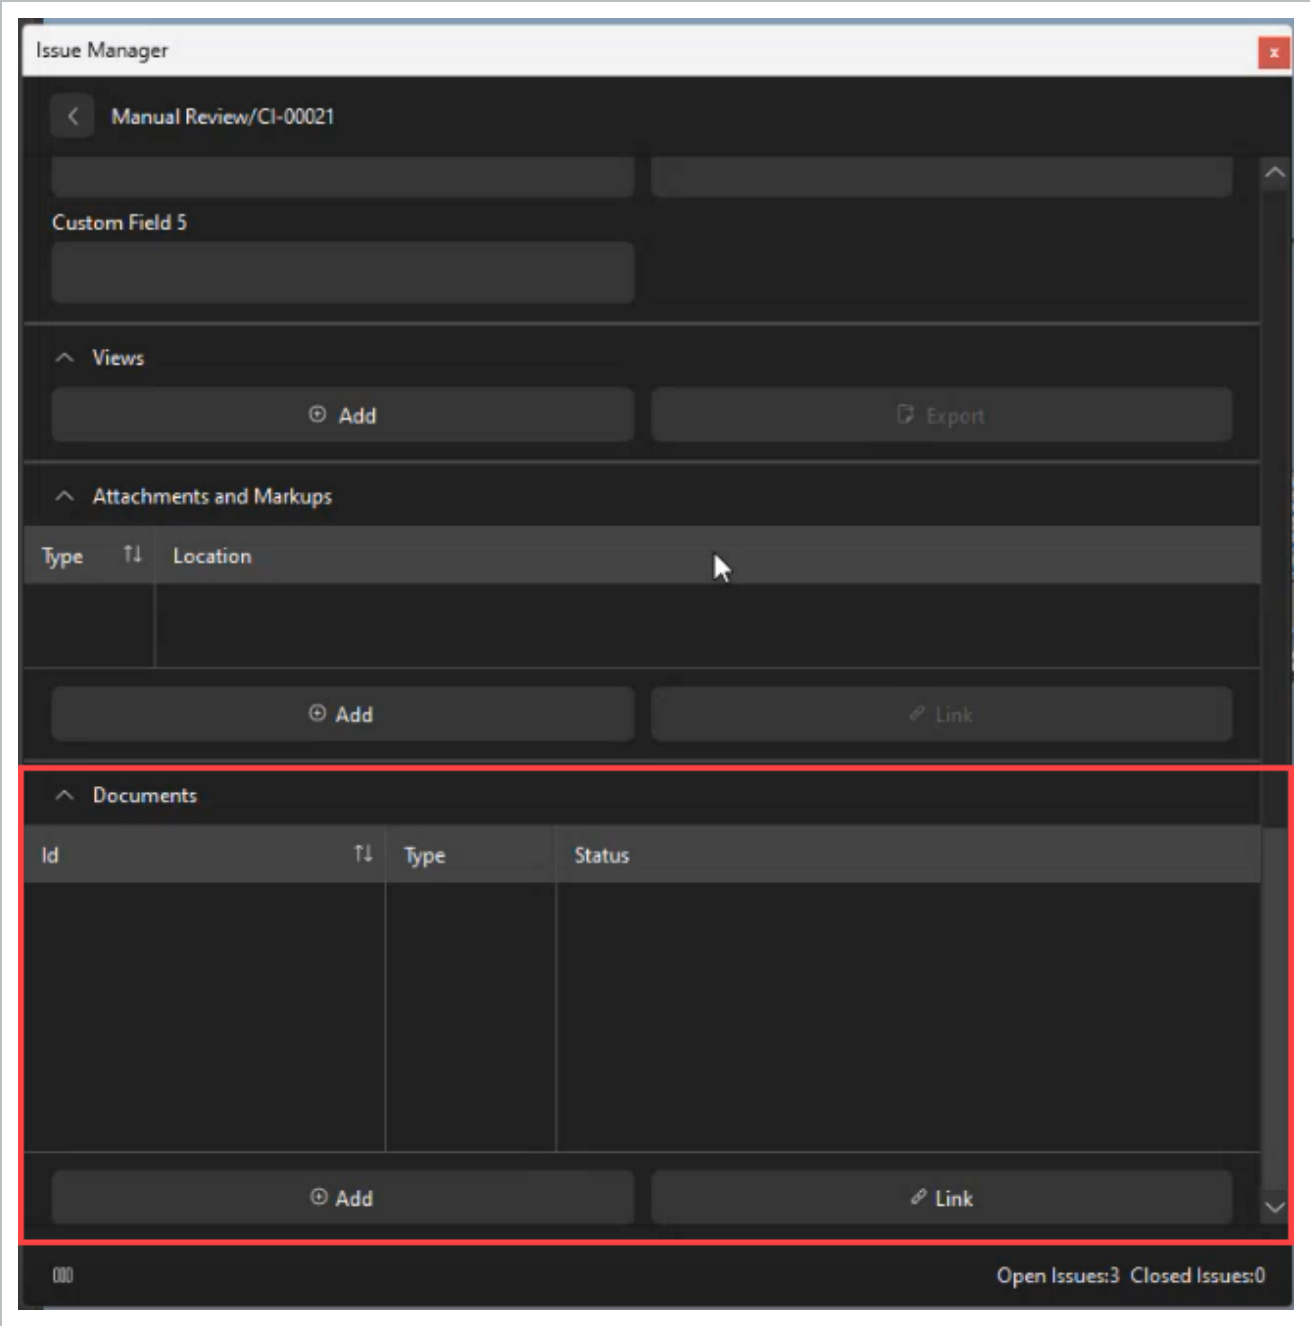 Issue Manager
x
Manual Review/CI-00021
Custom Field 5
Views
Add Export
Attachments and Markups
Type Location
Add Link
Documents
Id Type Status
Add Link
Open Issues:3 Closed Issues:0